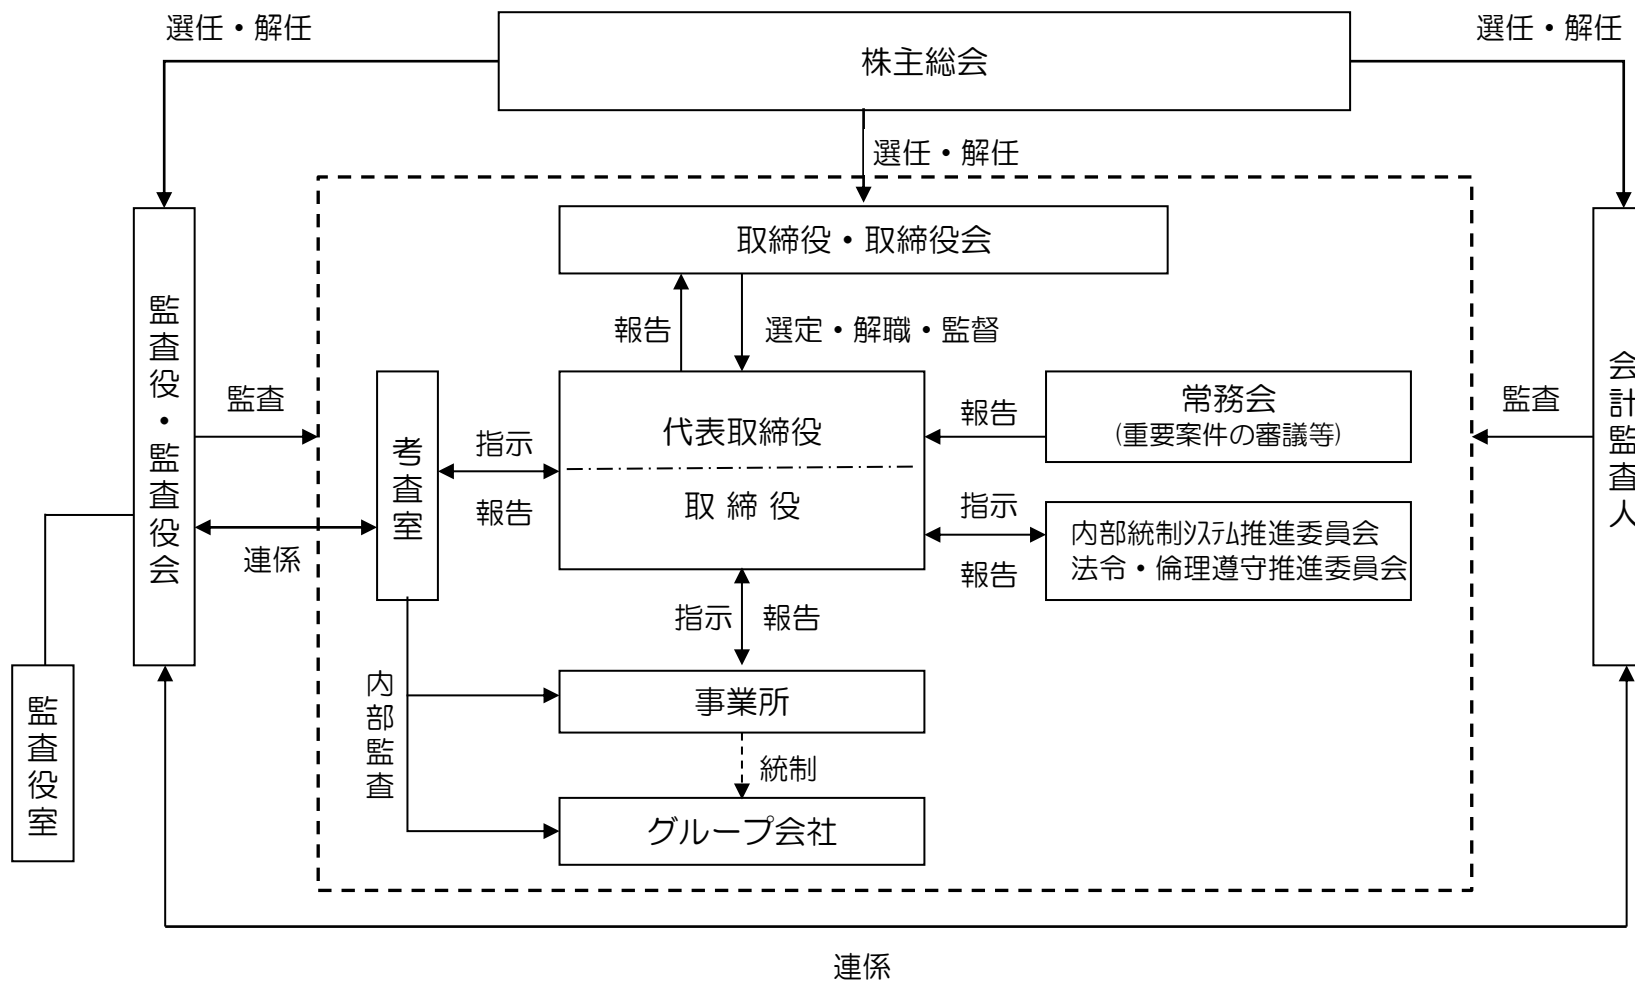 選任・解任
株主総会
選任・解任
選任・解任
取締役・取締役会
報告
選定・解職・監督
監査役・監査役会
監査
考査室
指示
報告
代表取締役
取締役
報告
常務会
(重要案件の審議等)
指示
報告
内部統制ｼｽﾃﾑ推進委員会
法令・倫理遵守推進委員会
監査
会計監査人
連係
指示
報告
内部監査
事業所
統制
グループ会社
監査役室
連係